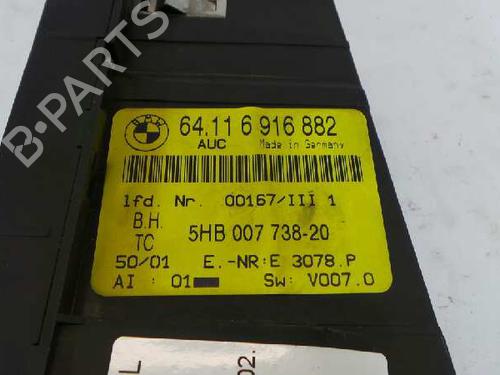 B-PARTS
BMW
64.11 6 916 882
AUC Made in Germany
lfd. Nr. 00167/III 1
B.H.
TC 5HB 007 738-20
50/01 E.-NR:E 3078.P
AI : 01 SW: V007.0
L
02.